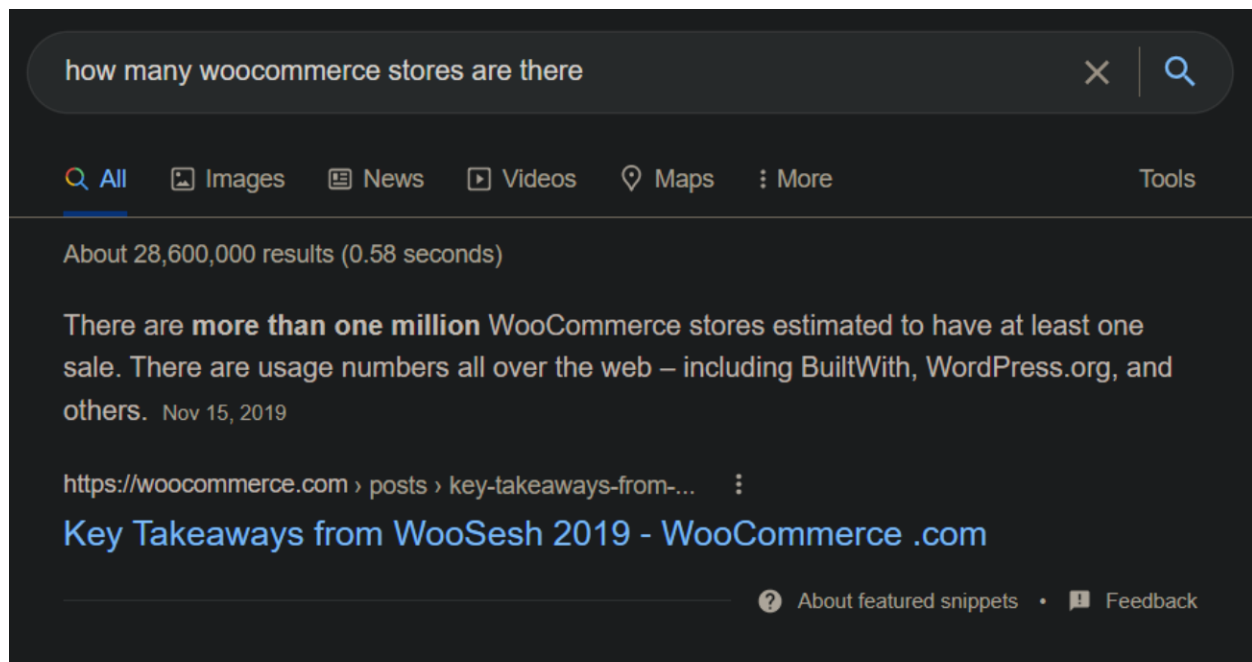 how many woocommerce stores are there
All Images News Videos Maps More Tools
About 28,600,000 results (0.58 seconds)
There are more than one million WooCommerce stores estimated to have at least one
sale. There are usage numbers all over the web – including BuiltWith, WordPress.org, and
others. Nov 15, 2019
https://woocommerce.com › posts › key-takeaways-from-...
Key Takeaways from WooSesh 2019 - WooCommerce .com
About featured snippets • Feedback